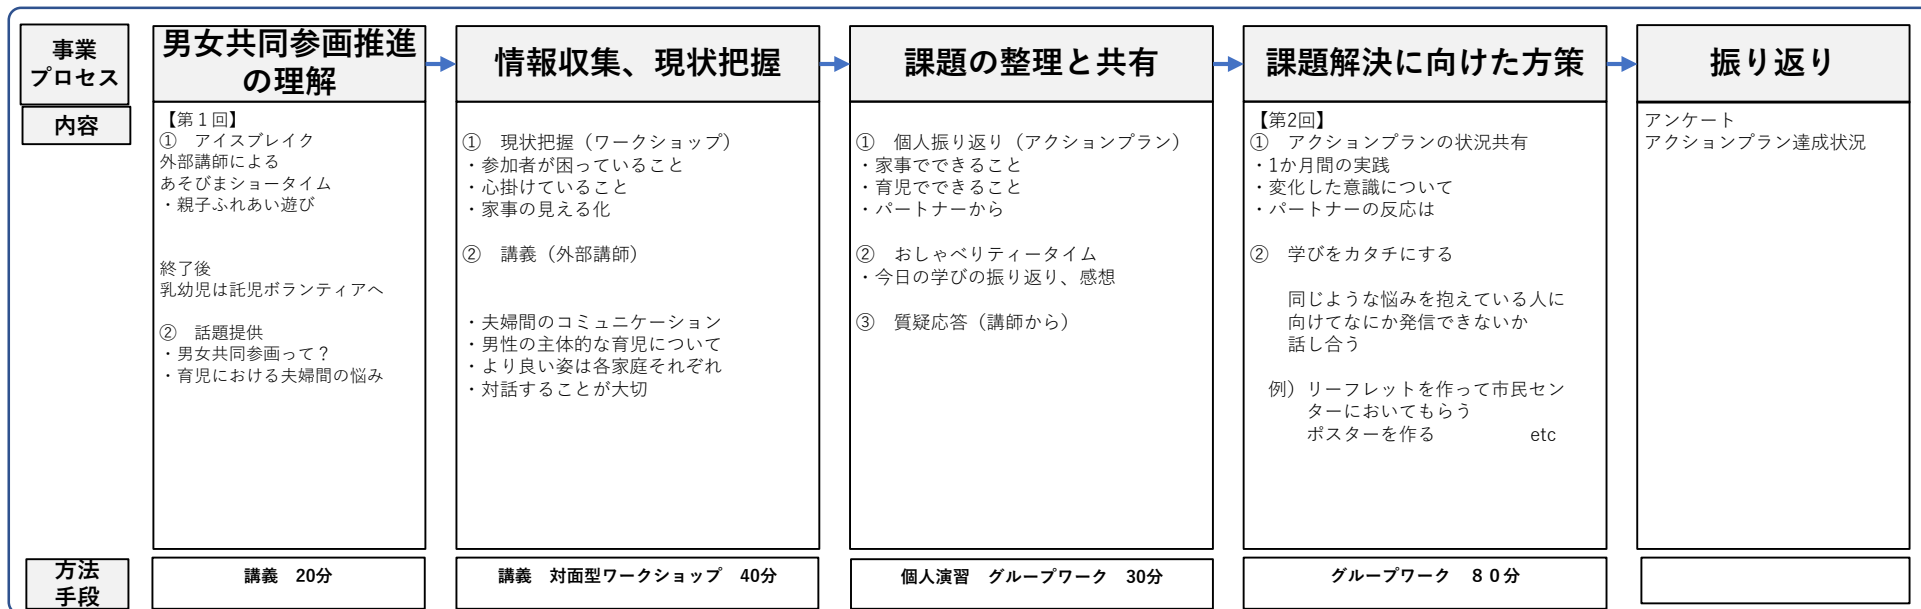 事業
プロセス
男女共同参画推進
の理解
情報収集、現状把握
課題の整理と共有
課題解決に向けた方策
振り返り
内容
【第１回】
①　アイスブレイク
外部講師による
あそびまショータイム
・親子ふれあい遊び
終了後
乳幼児は託児ボランティアへ
②　話題提供
・男女共同参画って？
・育児における夫婦間の悩み
①　現状把握（ワークショップ）
・参加者が困っていること
・心掛けていること
・家事の見える化
②　講義（外部講師）
・夫婦間のコミュニケーション
・男性の主体的な育児について
・より良い姿は各家庭それぞれ
・対話することが大切
①　個人振り返り（アクションプラン）
・家事でできること
・育児でできること
・パートナーから
②　おしゃべりティータイム
・今日の学びの振り返り、感想
③　質疑応答（講師から）
【第2回】
①　アクションプランの状況共有
・1か月間の実践
・変化した意識について
・パートナーの反応は
②　学びをカタチにする
同じような悩みを抱えている人に
向けてなにか発信できないか
話し合う
例）リーフレットを作って市民セン
ターにおいてもらう
ポスターを作る　　　　　etc
アンケート
アクションプラン達成状況
方法
手段
講義　20分
講義　対面型ワークショップ　40分
個人演習　グループワーク　30分
グループワーク　８０分